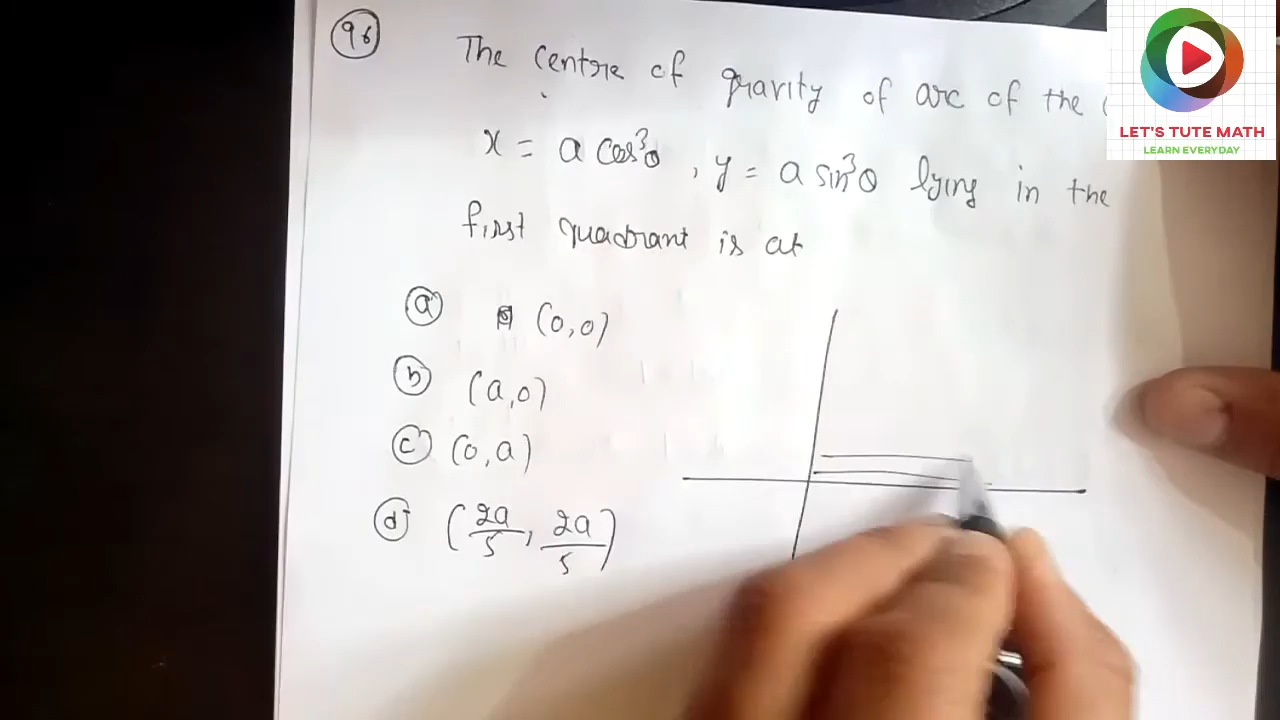 96
The centre of gravity of arc of the
x = a cos³θ , y = a sin³θ lying in the
first quadrant is at
a (0,0)
b (a,0)
c (0,a)
d (2a/5, 2a/5)
LET'S TUTE MATH
LEARN EVERYDAY